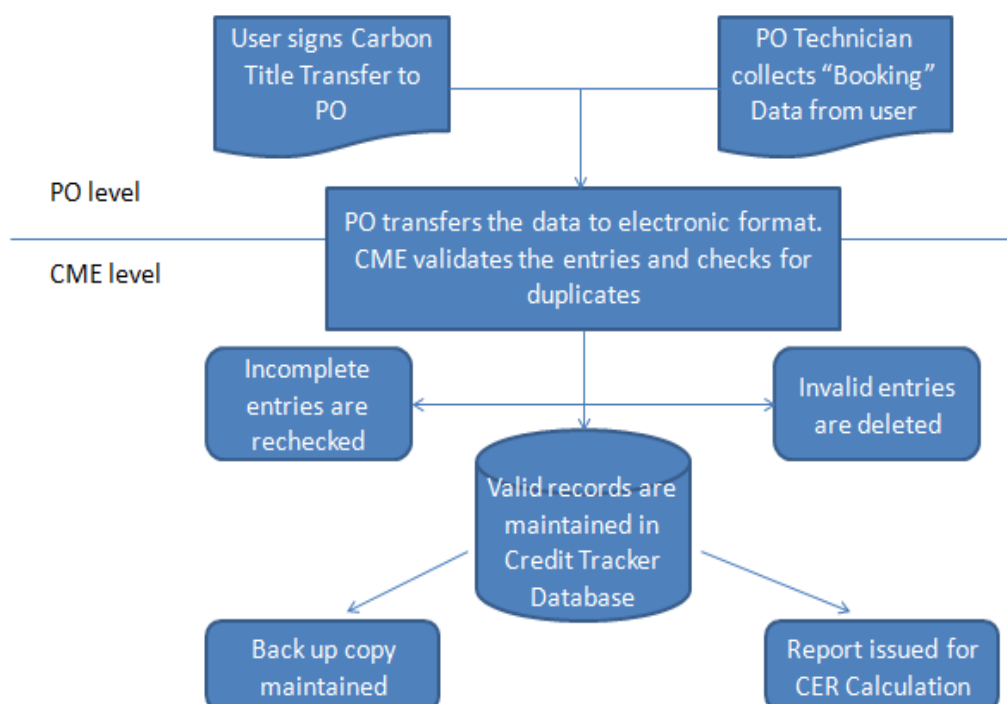 User signs Carbon
Title Transfer to
PO
PO Technician
collects “Booking”
Data from user
PO level
PO transfers the data to electronic format.
CME validates the entries and checks for
duplicates
CME level
Incomplete
entries are
rechecked
Invalid entries
are deleted
Valid records are
maintained in
Credit Tracker
Database
Back up copy
maintained
Report issued for
CER Calculation